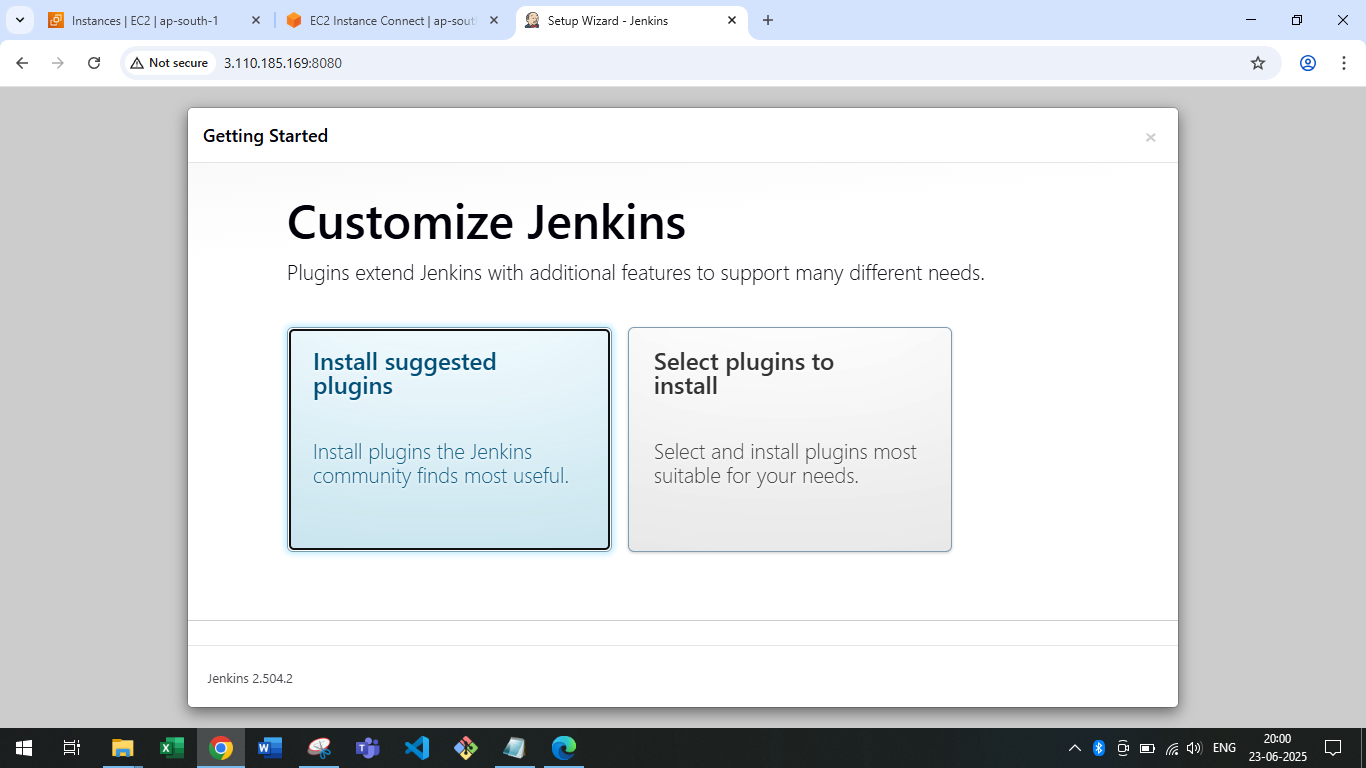 Instances | EC2 | ap-south-1
EC2 Instance Connect | ap-sout
Setup Wizard - Jenkins
Not secure
3.110.185.169:8080
Getting Started
Customize Jenkins
Plugins extend Jenkins with additional features to support many different needs.
Install suggested
plugins
Install plugins the Jenkins
community finds most useful.
Select plugins to
install
Select and install plugins most
suitable for your needs.
Jenkins 2.504.2
ENG
20:00
23-06-2025